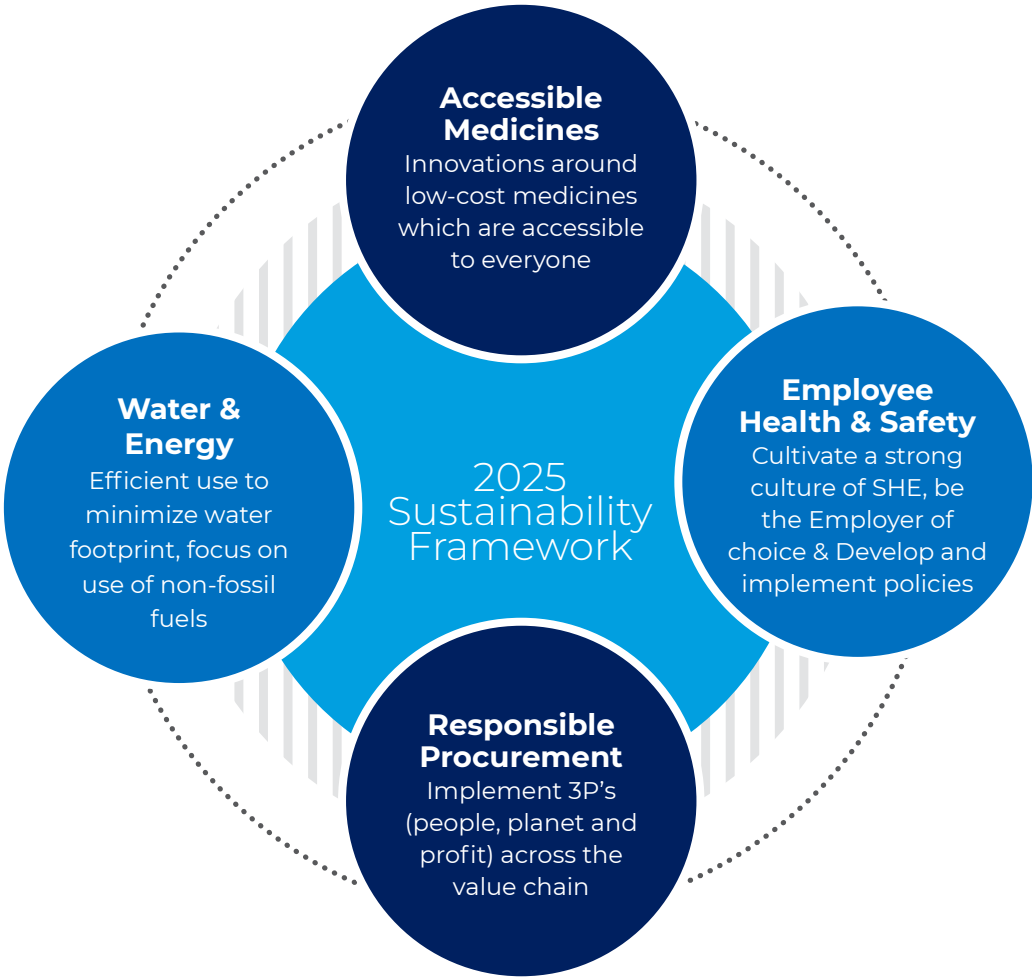 Accessible
Medicines
Innovations around
low-cost medicines
which are accessible
to everyone
Water &
Energy
Efficient use to
minimize water
footprint, focus on
use of non-fossil
fuels
2025
Sustainability
Framework
Employee
Health & Safety
Cultivate a strong
culture of SHE, be
the Employer of
choice & Develop and
implement policies
Responsible
Procurement
Implement 3P’s
(people, planet and
profit) across the
value chain